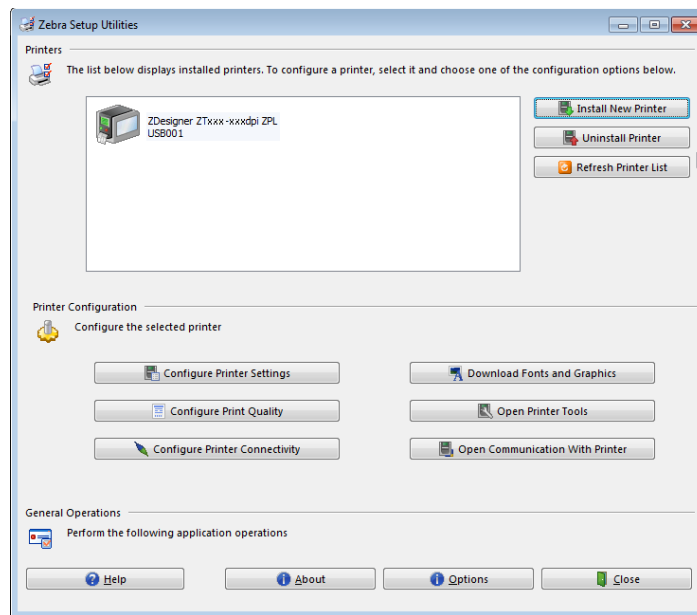 Zebra Setup Utilities
Printers
The list below displays installed printers. To configure a printer, select it and choose one of the configuration options below.
ZDesigner ZTxxx-xxxdpi ZPL
USB001
Install New Printer
Uninstall Printer
Refresh Printer List
Printer Configuration
Configure the selected printer
Configure Printer Settings
Download Fonts and Graphics
Configure Print Quality
Open Printer Tools
Configure Printer Connectivity
Open Communication With Printer
General Operations
Perform the following application operations
Help
About
Options
Close